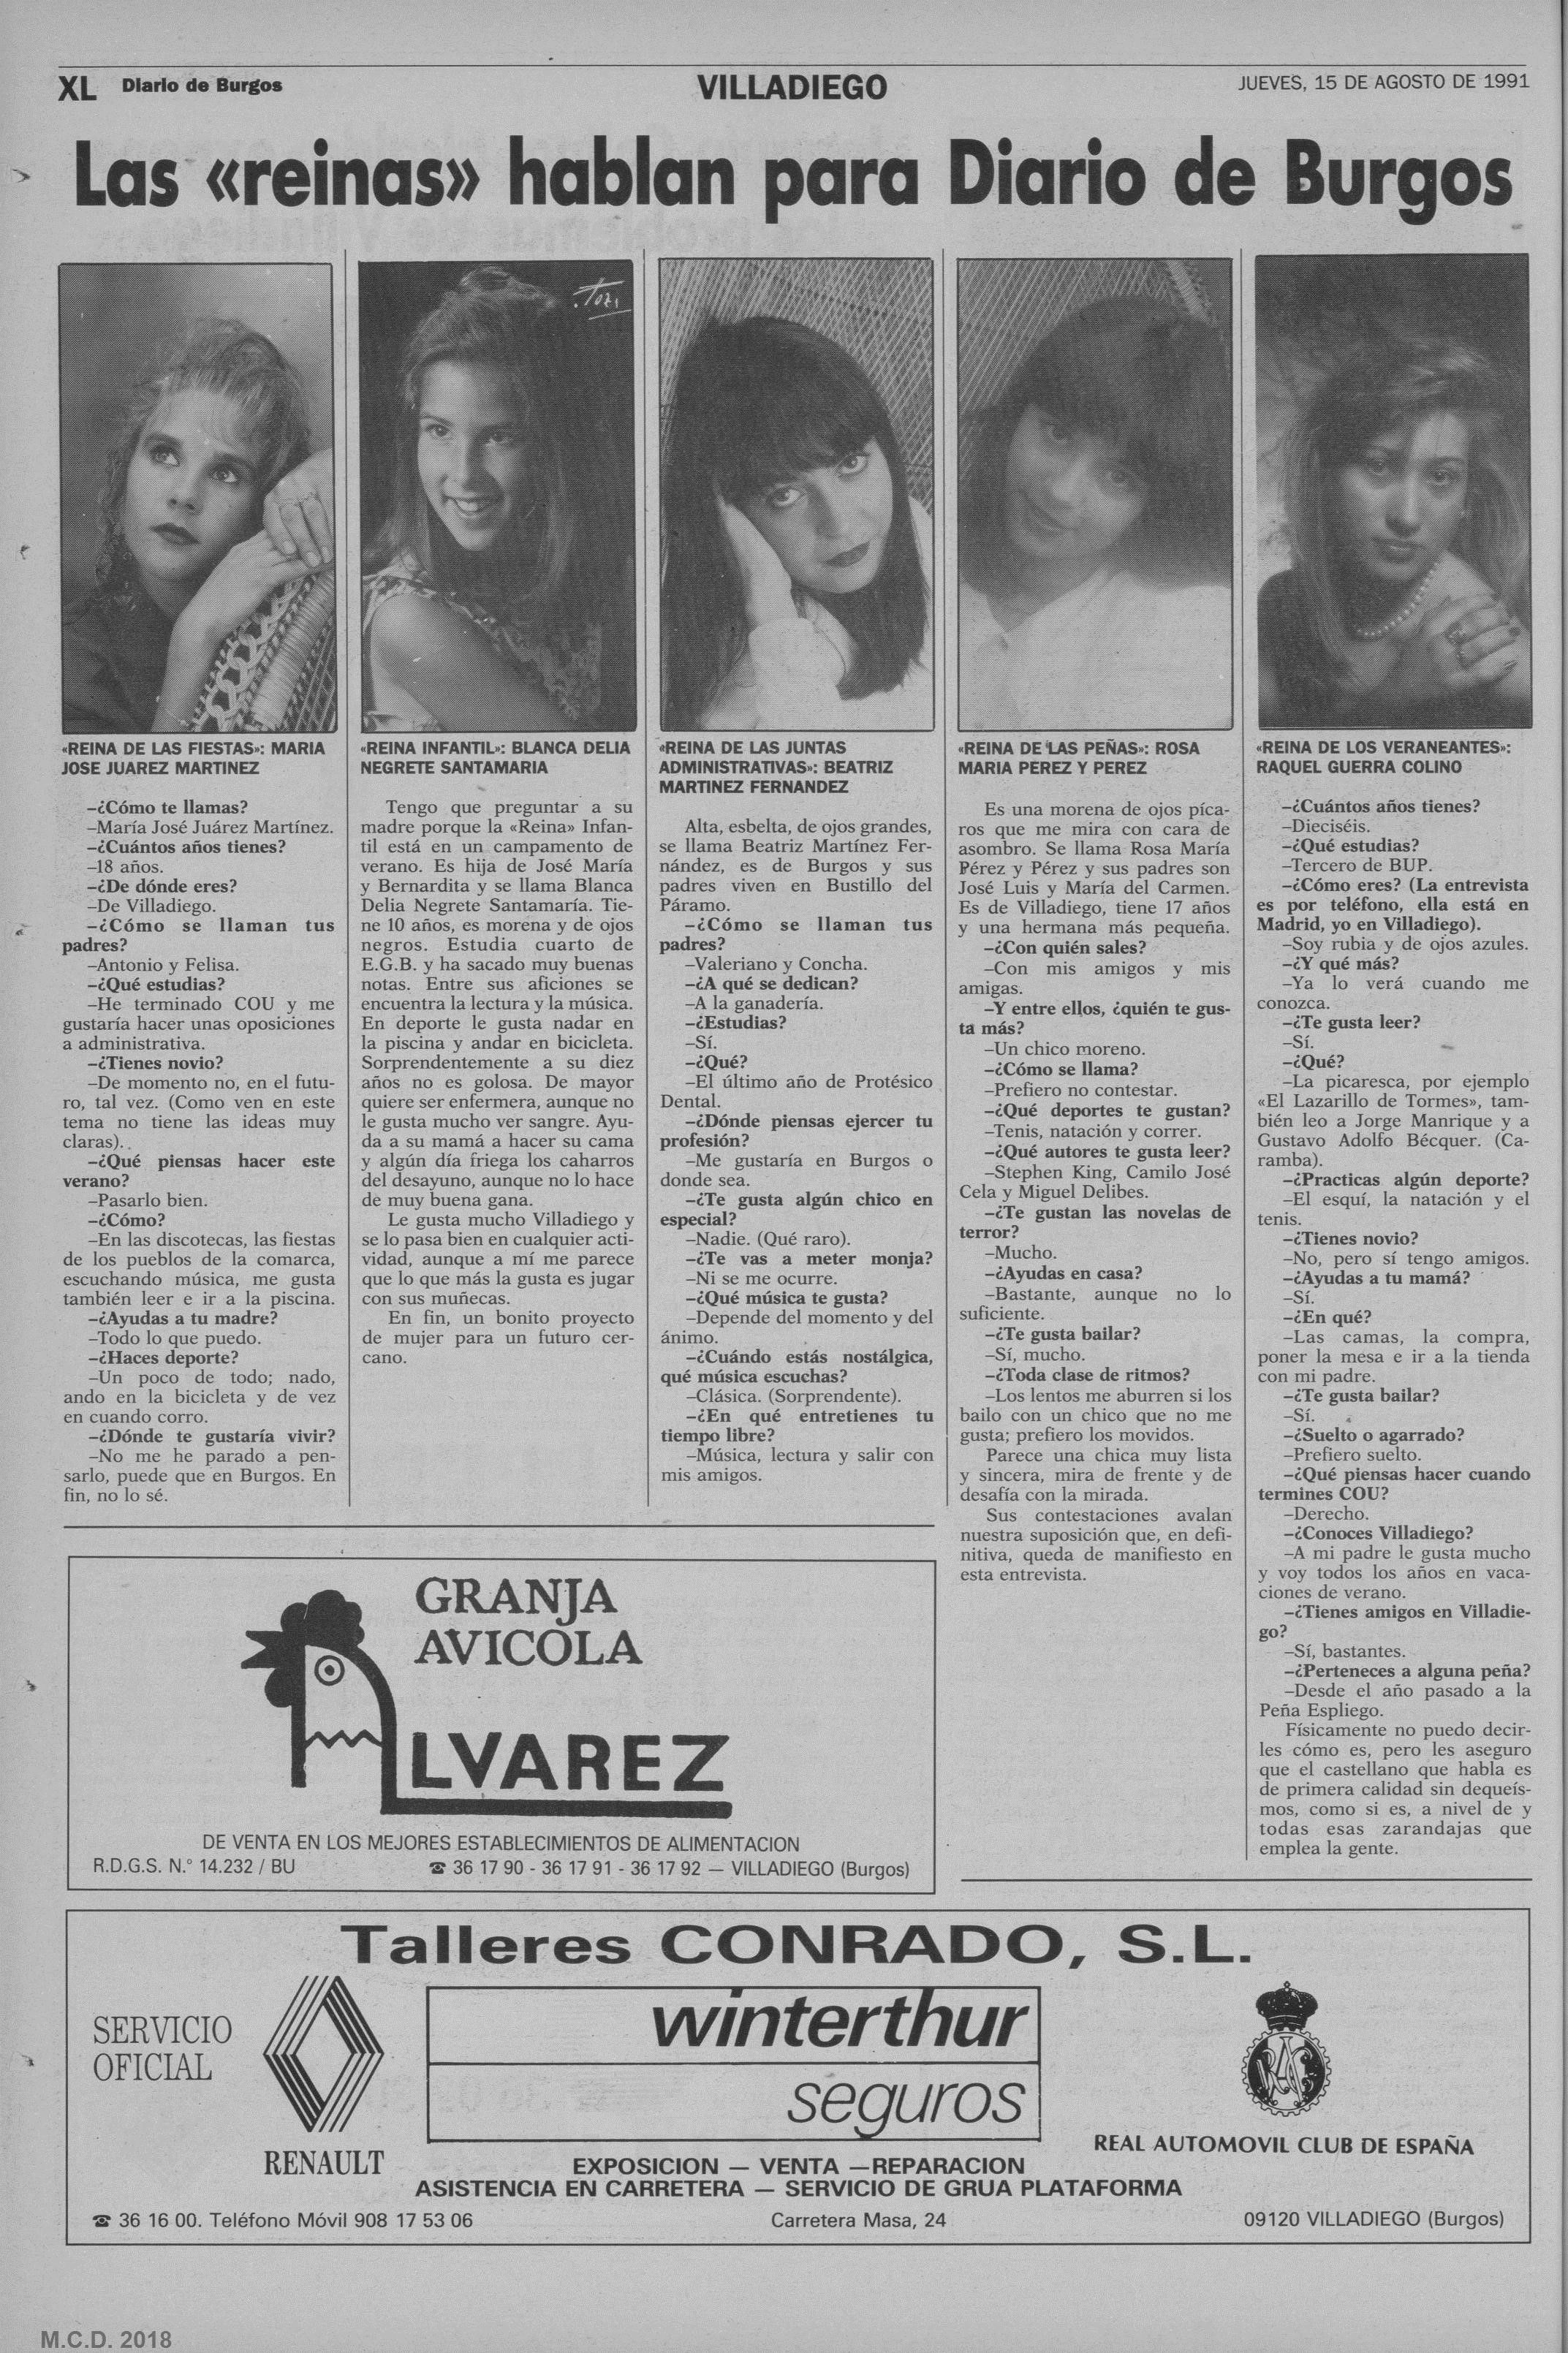 XL Diario de Burgos
VILLADIEGO
JUEVES, 15 DE AGOSTO DE 1991
Las «reinas» hablan para Diario de Burgos
«REINA DE LAS FIESTAS»: MARIA
JOSE JUAREZ MARTINEZ
–¿Cómo te llamas?
–María José Juárez Martínez.
–¿Cuántos años tienes?
–18 años.
–¿De dónde eres?
–De Villadiego.
–¿Cómo se llaman tus
padres?
–Antonio y Felisa.
–¿Qué estudias?
–He terminado COU y me
gustaría hacer unas oposiciones
a administrativa.
–¿Tienes novio?
–De momento no, en el futu-
ro, tal vez. (Como ven en este
tema no tiene las ideas muy
claras).
–¿Qué piensas hacer este
verano?
–Pasarlo bien.
–¿Cómo?
–En las discotecas, las fiestas
de los pueblos de la comarca,
escuchando música, me gusta
también leer e ir a la piscina.
–¿Ayudas a tu madre?
–Todo lo que puedo.
–¿Haces deporte?
–Un poco de todo; nado,
ando en la bicicleta y de vez
en cuando corro.
–¿Dónde te gustaría vivir?
–No me he parado a pen-
sarlo, puede que en Burgos. En
fin, no lo sé.
Tozi
«REINA INFANTIL»: BLANCA DELIA
NEGRETE SANTAMARIA
Tengo que preguntar a su
madre porque la «Reina» Infan-
til está en un campamento de
verano. Es hija de José María
y Bernardita y se llama Blanca
Delia Negrete Santamaría. Tie-
ne 10 años, es morena y de ojos
negros. Estudia cuarto de
E.G.B. y ha sacado muy buenas
notas. Entre sus aficiones se
encuentra la lectura y la música.
En deporte le gusta nadar en
la piscina y andar en bicicleta.
Sorprendentemente a su diez
años no es golosa. De mayor
quiere ser enfermera, aunque no
le gusta mucho ver sangre. Ayu-
da a su mamá a hacer su cama
y algún día friega los caharros
del desayuno, aunque no lo hace
de muy buena gana.
Le gusta mucho Villadiego y
se lo pasa bien en cualquier acti-
vidad, aunque a mí me parece
que lo que más la gusta es jugar
con sus muñecas.
En fin, un bonito proyecto
de mujer para un futuro cer-
cano.
«REINA DE LAS JUNTAS
ADMINISTRATIVAS»: BEATRIZ
MARTINEZ FERNANDEZ
Alta, esbelta, de ojos grandes,
se llama Beatriz Martínez Fer-
nández, es de Burgos y sus
padres viven en Bustillo del
Páramo.
–¿Cómo se llaman tus
padres?
–Valeriano y Concha.
–¿A qué se dedican?
–A la ganadería.
–¿Estudias?
–Sí.
–¿Qué?
–El último año de Protésico
Dental.
–¿Dónde piensas ejercer tu
profesión?
–Me gustaría en Burgos o
donde sea.
–¿Te gusta algún chico en
especial?
–Nadie. (Qué raro).
–¿Te vas a meter monja?
–Ni se me ocurre.
–¿Qué música te gusta?
–Depende del momento y del
ánimo.
–¿Cuándo estás nostálgica,
qué música escuchas?
–Clásica. (Sorprendente).
–¿En qué entretienes tu
tiempo libre?
–Música, lectura y salir con
mis amigos.
«REINA DE LAS PEÑAS»: ROSA
MARIA PEREZ Y PEREZ
Es una morena de ojos píca-
ros que me mira con cara de
asombro. Se llama Rosa María
Pérez y Pérez y sus padres son
José Luis y María del Carmen.
Es de Villadiego, tiene 17 años
y una hermana más pequeña.
–¿Con quién sales?
–Con mis amigos y mis
amigas.
–Y entre ellos, ¿quién te gus-
ta más?
–Un chico moreno.
–¿Cómo se llama?
–Prefiero no contestar.
–¿Qué deportes te gustan?
–Tenis, natación y correr.
–¿Qué autores te gusta leer?
–Stephen King, Camilo José
Cela y Miguel Delibes.
–¿Te gustan las novelas de
terror?
–Mucho.
–¿Ayudas en casa?
–Bastante, aunque no lo
suficiente.
–¿Te gusta bailar?
–Sí, mucho.
–¿Toda clase de ritmos?
–Los lentos me aburren si los
bailo con un chico que no me
gusta; prefiero los movidos.
Parece una chica muy lista
y sincera, mira de frente y de
desafía con la mirada.
Sus contestaciones avalan
nuestra suposición que, en defi-
nitiva, queda de manifiesto en
esta entrevista.
«REINA DE LOS VERANEANTES»:
RAQUEL GUERRA COLINO
–¿Cuántos años tienes?
–Dieciséis.
–¿Qué estudias?
–Tercero de BUP.
–¿Cómo eres? (La entrevista
es por teléfono, ella está en
Madrid, yo en Villadiego).
–Soy rubia y de ojos azules.
–¿Y qué más?
–Ya lo verá cuando me
conozca.
–¿Te gusta leer?
–Sí.
–¿Qué?
–La picaresca, por ejemplo
«El Lazarillo de Tormes», tam-
bién leo a Jorge Manrique y a
Gustavo Adolfo Bécquer. (Ca-
ramba).
–¿Practicas algún deporte?
–El esquí, la natación y el
tenis.
–¿Tienes novio?
–No, pero sí tengo amigos.
–¿Ayudas a tu mamá?
–Sí.
–¿En qué?
–Las camas, la compra,
poner la mesa e ir a la tienda
con mi padre.
–¿Te gusta bailar?
–Sí.
–¿Suelto o agarrado?
–Prefiero suelto.
–¿Qué piensas hacer cuando
termines COU?
–Derecho.
–¿Conoces Villadiego?
–A mi padre le gusta mucho
y voy todos los años en vaca-
ciones de verano.
–¿Tienes amigos en Villadie-
go?
–Sí, bastantes.
–¿Perteneces a alguna peña?
–Desde el año pasado a la
Peña Espliego.
Físicamente no puedo decir-
les cómo es, pero les aseguro
que el castellano que habla es
de primera calidad sin dequeís-
mos, como si es, a nivel de y
todas esas zarandajas que
emplea la gente.
GRANJA
AVICOLA
ALVAREZ
DE VENTA EN LOS MEJORES ESTABLECIMIENTOS DE ALIMENTACION
R.D.G.S. N.º 14.232 / BU ☎ 36 17 90 - 36 17 91 - 36 17 92 — VILLADIEGO (Burgos)
Talleres CONRADO, S.L.
SERVICIO
OFICIAL
RENAULT
winterthur
seguros
RACE
REAL AUTOMOVIL CLUB DE ESPAÑA
EXPOSICION — VENTA —REPARACION
ASISTENCIA EN CARRETERA — SERVICIO DE GRUA PLATAFORMA
☎ 36 16 00. Teléfono Móvil 908 17 53 06
Carretera Masa, 24
09120 VILLADIEGO (Burgos)
M.C.D. 2018